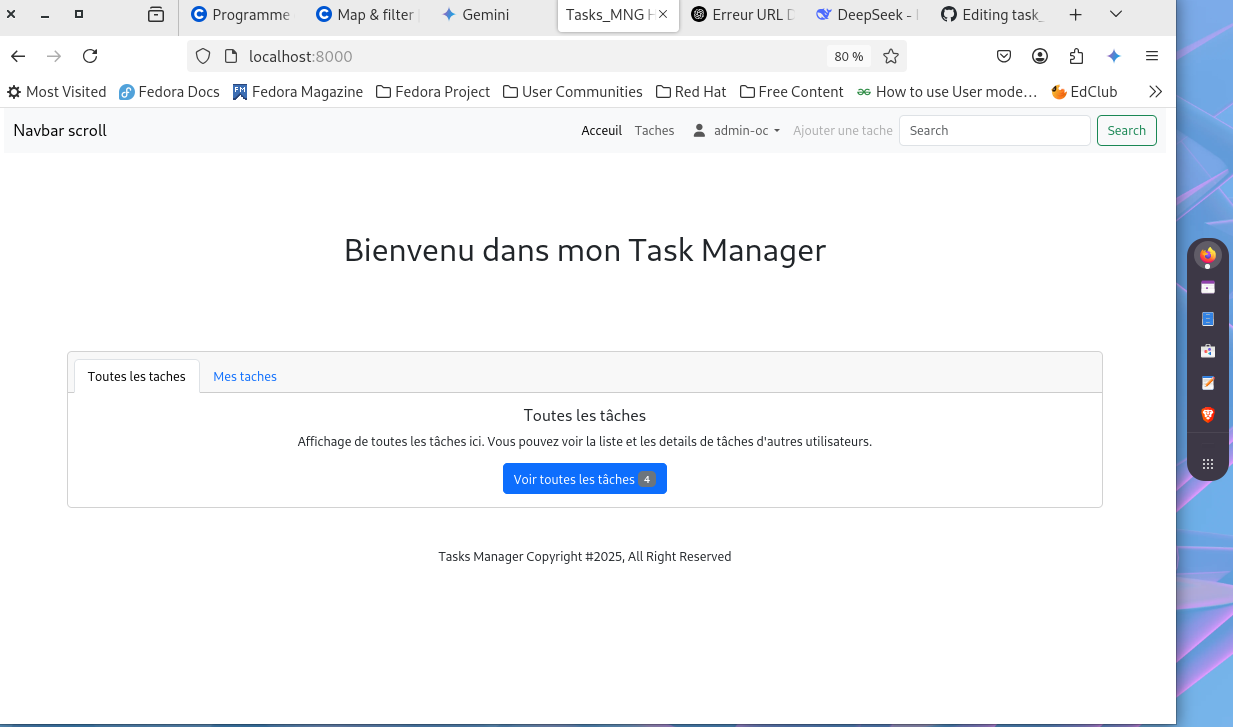 Programme
Map & filter
Gemini
Tasks_MNG H
Erreur URL D
DeepSeek -
Editing task_
localhost:8000
80 %
Most Visited
Fedora Docs
Fedora Magazine
Fedora Project
User Communities
Red Hat
Free Content
How to use User mode…
EdClub
Navbar scroll
Acceuil
Taches
admin-oc
Ajouter une tache
Search
Search
Bienvenu dans mon Task Manager
Toutes les taches
Mes taches
Toutes les tâches
Affichage de toutes les tâches ici. Vous pouvez voir la liste et les details de tâches d'autres utilisateurs.
Voir toutes les tâches 4
Tasks Manager Copyright #2025, All Right Reserved